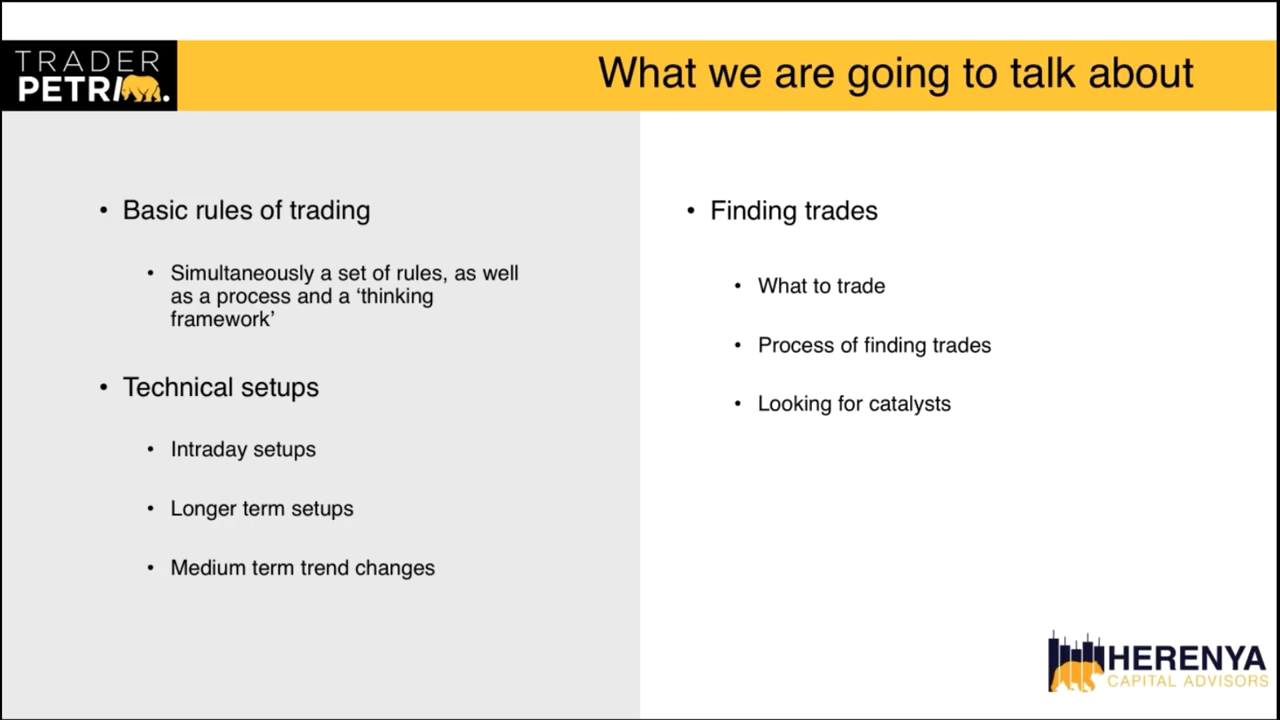 TRADER
PETRI.
What we are going to talk about
• Basic rules of trading
• Simultaneously a set of rules, as well
as a process and a ‘thinking
framework’
• Technical setups
• Intraday setups
• Longer term setups
• Medium term trend changes
• Finding trades
• What to trade
• Process of finding trades
• Looking for catalysts
HERENYA
CAPITAL ADVISORS